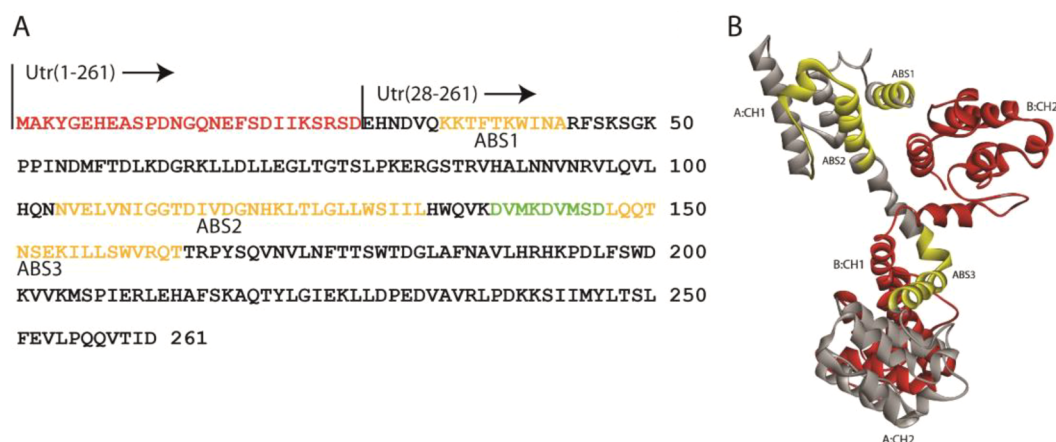 A
Utr(1-261)
Utr(28-261)
MAKYGEHEASPDNGQNEFSDIIKSRSDEHNDVQKKTFTKWINARFSKSGK 50
ABS1
PPINDMFTDLKDGRKLLDLLEGLTGTSLPKERGSTRVHALNNVNRVLQVL 100
HQNNVELVNIGGTDIVDGNHKLTLGLLWSIILHWQVKDVMKDVMSDLQQT 150
ABS2
NSEKILLSWVRQTTRPYSQVNVLNFTTSWTDGLAFNAVLHRHKPDLFSWD 200
ABS3
KVVKMSPIERLEHAFSKAQTYLGIEKLLDPEDVAVRLPDKKSIIMYLTSL 250
FEVLPQQVTID 261
B
ABS1
A:CH1
B:CH2
ABS2
B:CH1
ABS3
A:CH2